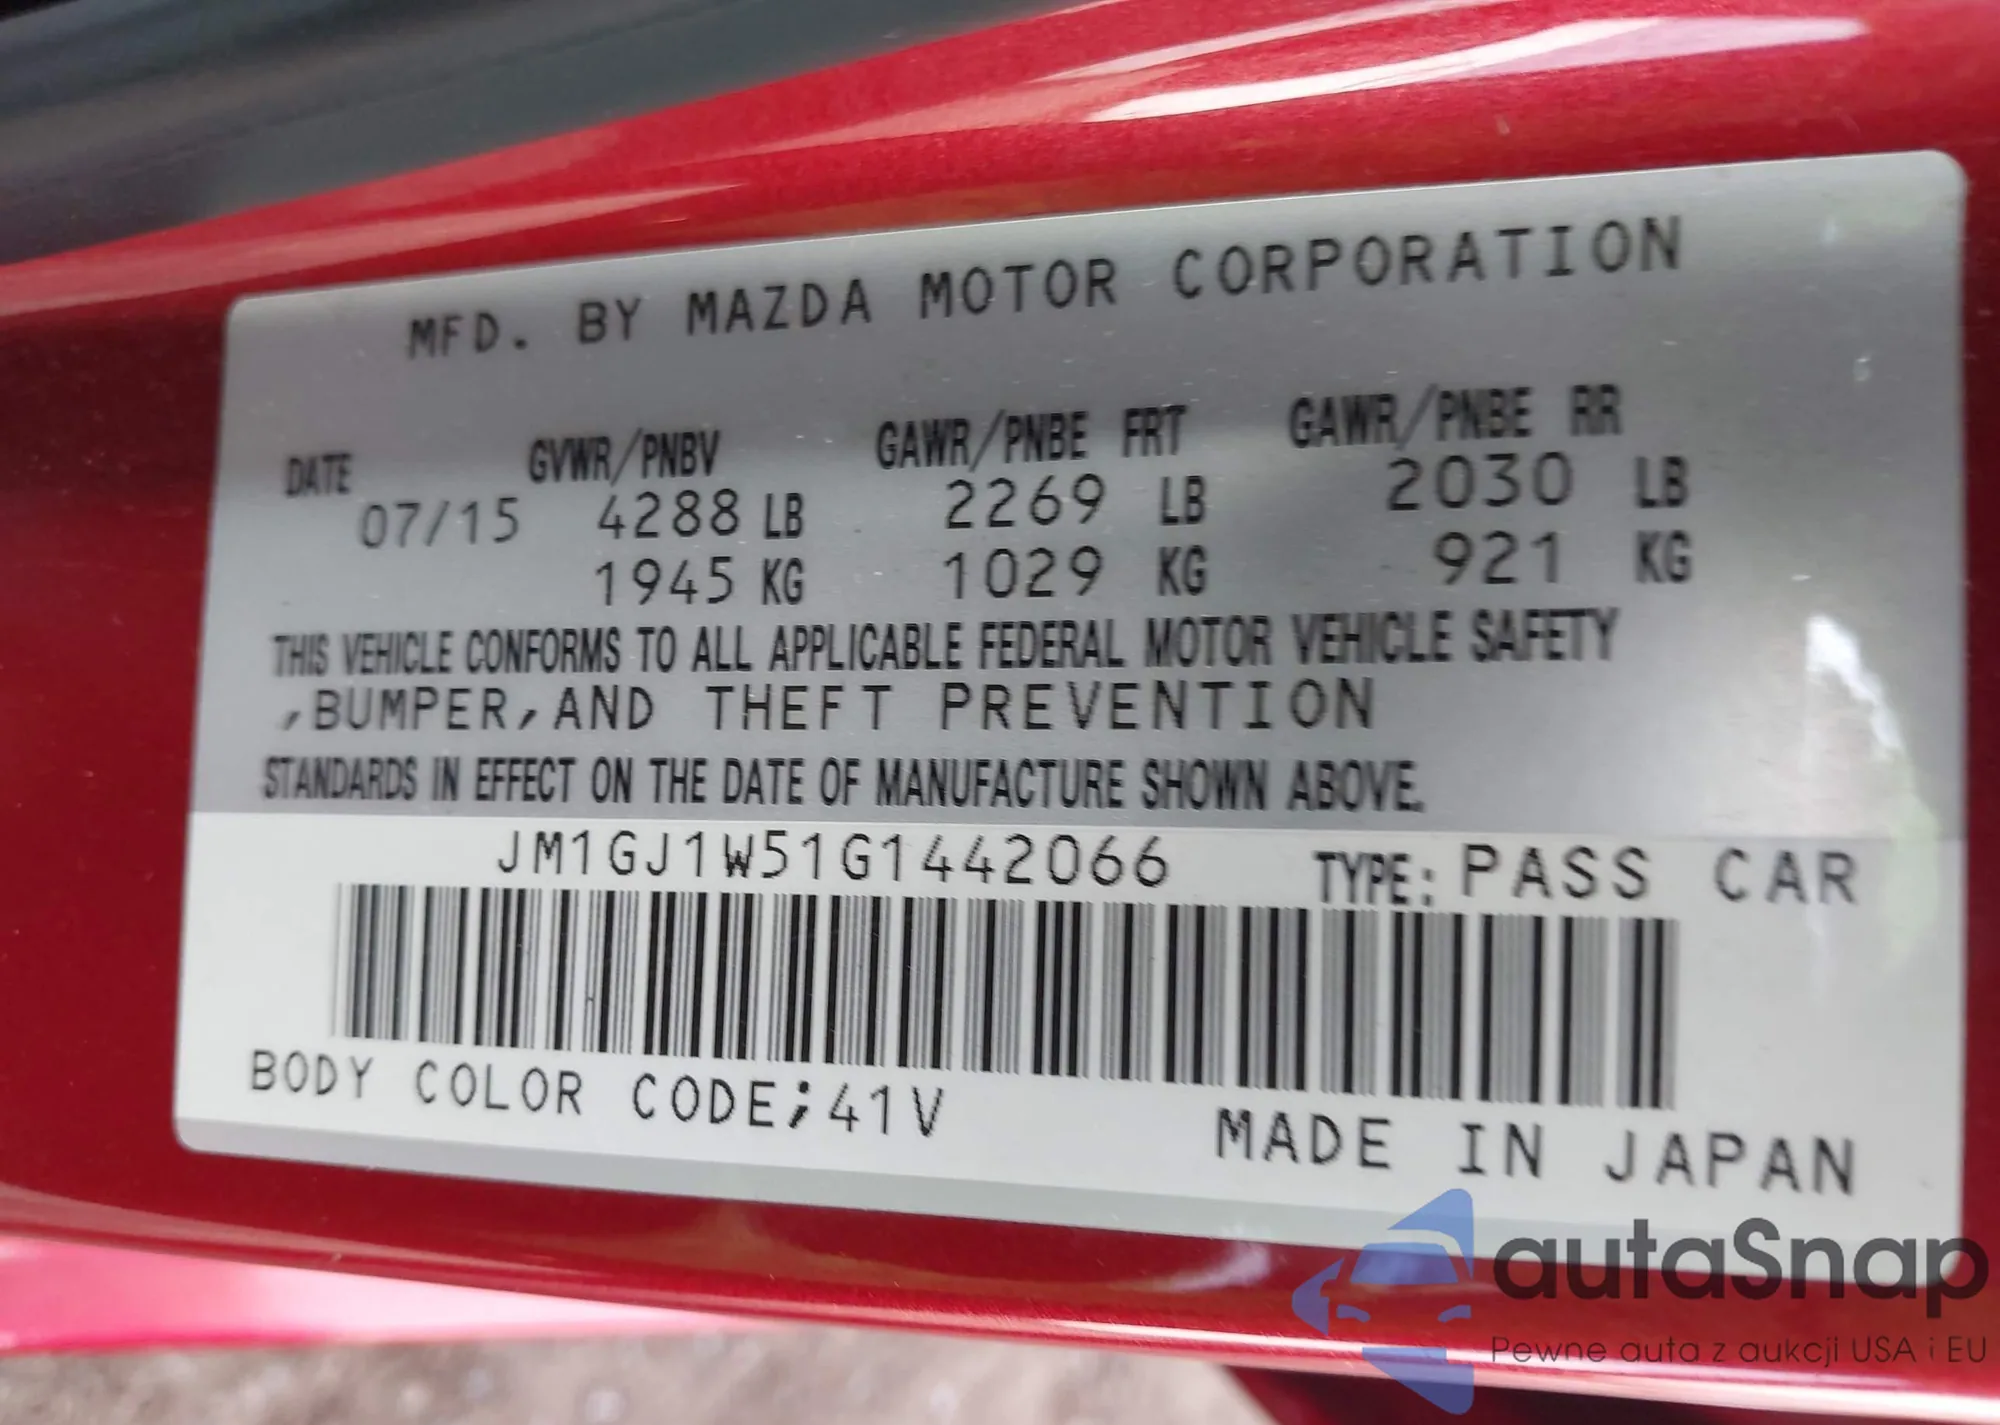 MFD. BY MAZDA MOTOR CORPORATION
DATE GVWR/PNBV GAWR/PNBE FRT GAWR/PNBE RR
07/15 4288 LB 2269 LB 2030 LB
1945 KG 1029 KG 921 KG
THIS VEHICLE CONFORMS TO ALL APPLICABLE FEDERAL MOTOR VEHICLE SAFETY
,BUMPER,AND THEFT PREVENTION
STANDARDS IN EFFECT ON THE DATE OF MANUFACTURE SHOWN ABOVE.
JM1GJ1W51G1442066 TYPE: PASS CAR
BODY COLOR CODE;41V
MADE IN JAPAN
autaSnap
Pewne auta z aukcji USA i EU